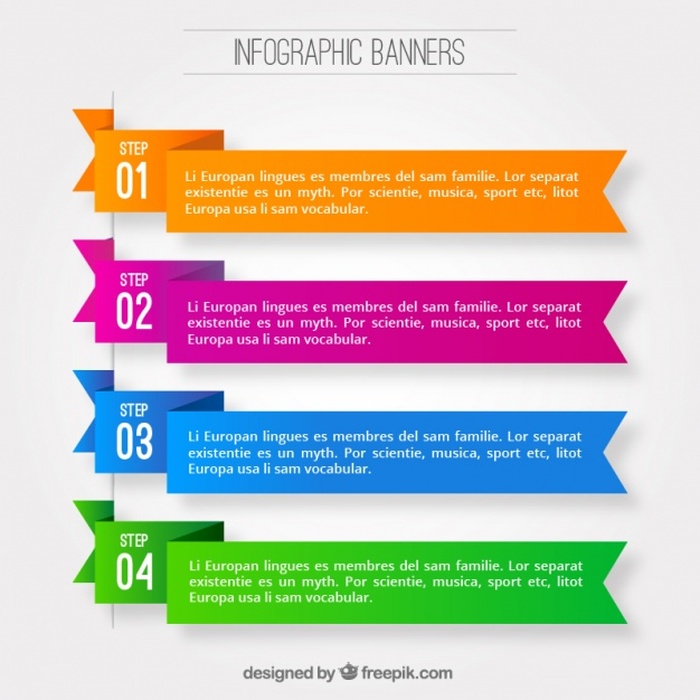 INFOGRAPHIC BANNERS
STEP
01
Li Europan lingues es membres del sam familie. Lor separat
existentie es un myth. Por scientie, musica, sport etc, litot
Europa usa li sam vocabular.
STEP
02
Li Europan lingues es membres del sam familie. Lor separat
existentie es un myth. Por scientie, musica, sport etc, litot
Europa usa li sam vocabular.
STEP
03
Li Europan lingues es membres del sam familie. Lor separat
existentie es un myth. Por scientie, musica, sport etc, litot
Europa usa li sam vocabular.
STEP
04
Li Europan lingues es membres del sam familie. Lor separat
existentie es un myth. Por scientie, musica, sport etc, litot
Europa usa li sam vocabular.
designed by freepik.com